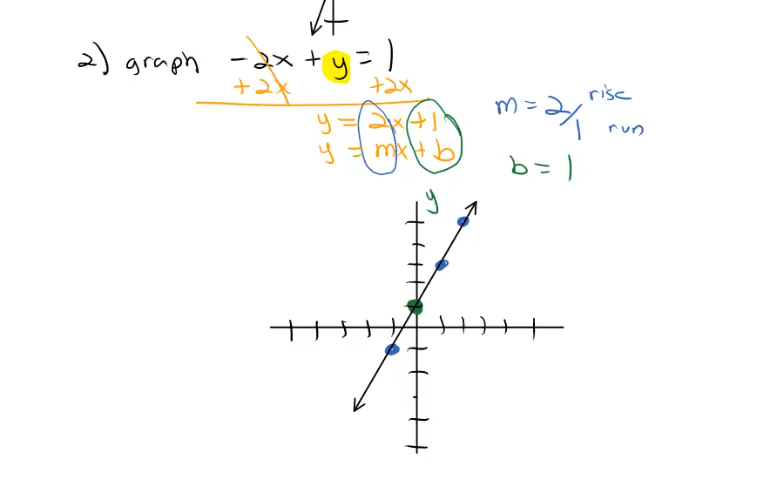 2) graph -2x + y = 1
+2x +2x
y = 2x + 1
y = mx + b
m = 2/1 rise run
b = 1
y